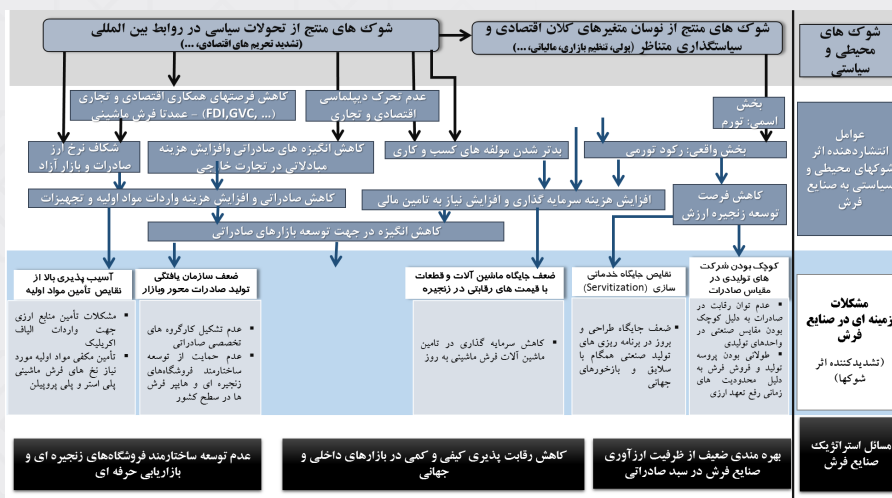 شوک های
محیطی و
سیاستی
شوک های منتج از نوسان متغیرهای کلان اقتصادی و
سیاستگذاری متناظر (پولی، تنظیم بازاری، مالیاتی، ...)
شوک های منتج از تحولات سیاسی در روابط بین المللی
(تشدید تحریم های اقتصادی، ...)
عوامل
انتشاردهنده اثر
شوکهای محیطی و
سیاستی به صنایع
فرش
بخش
اسمی: تورم
عدم تحرک دیپلماسی
اقتصادی و تجاری
کاهش فرصتهای همکاری اقتصادی و تجاری
(FDI,GVC, ...) – عمدتا فرش ماشینی
بخش واقعی: رکود تورمی
بدتر شدن مولفه های کسب و کاری
کاهش انگیزه های صادراتی وافزایش هزینه
مبادلاتی در تجارت خارجی
شکاف نرخ ارز
صادرات و بازار آزاد
کاهش فرصت
توسعه زنجیره ارزش
افزایش هزینه سرمایه گذاری و افزایش نیاز به تامین مالی
کاهش صادراتی و افزایش هزینه واردات مواد اولیه و تجهیزات
کاهش انگیزه در جهت توسعه بازارهای صادراتی
مشکلات
زمینه ای در صنایع
فرش
(تشدیدکننده اثر
شوکها)
کوچک بودن شرکت
های تولیدی در
مقیاس صادرات
▪ عدم توان رقابت در
صادرات به دلیل کوچک
بودن مقایس صنعتی در
واحدهای تولیدی
▪ طولانی بودن پروسه
تولید و فروش فرش به
دلیل محدودیت های
زمانی رفع تعهد ارزی
نقایص جایگاه خدماتی
سازی (Servitization)
▪ ضعف جایگاه طراحی و
بروز در برنامه ریزی های
تولید صنعتی همگام با
سلایق و بازخورهای
جهانی
ضعف جایگاه ماشین آلات و قطعات
با قیمت های رقابتی در زنجیره
▪ کاهش سرمایه گذاری در تامین
ماشین آلات فرش ماشینی به روز
ضعف سازمان یافتگی
تولید صادرات محور وبازار
▪ عدم تشکیل کارگروه های
تخصصی صادراتی
▪ عدم حمایت از توسعه
ساختارمند فروشگاههای
زنجیره ای و هایپر فرش
ها در سطح کشور
آسیب پذیری بالا از
نقایص تأمین مواد اولیه
▪ مشکلات تأمین منابع ارزی
جهت واردات الیاف
اکریلیک
▪ تأمین مکفی مواد اولیه مورد
نیاز نخ های فرش ماشینی
پلی استر و پلی پروپیلن
مسائل استراتژیک
صنایع فرش
بهره مندی ضعیف از ظرفیت ارزآوری
صنایع فرش در سبد صادراتی
کاهش رقابت پذیری کیفی و کمی در بازارهای داخلی و
جهانی
عدم توسعه ساختارمند فروشگاه‌های زنجیره ای و
بازاریابی حرفه ای